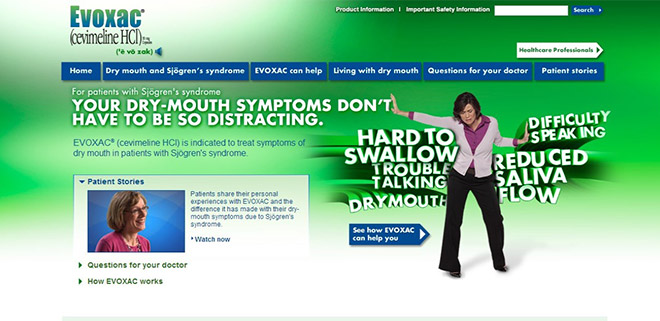 Product Information | Important Safety Information
Search ›
Evoxac®
(cevimeline HCl)
('ē vō zak)
Healthcare Professionals ›
Home
Dry mouth and Sjögren's syndrome
EVOXAC can help
Living with dry mouth
Questions for your doctor
Patient stories
For patients with Sjögren's syndrome
YOUR DRY-MOUTH SYMPTOMS DON'T
HAVE TO BE SO DISTRACTING.
EVOXAC® (cevimeline HCl) is indicated to treat symptoms of
dry mouth in patients with Sjögren's syndrome.
Patient Stories
Patients share their personal
experiences with EVOXAC and the
difference it has made with their dry-
mouth symptoms due to Sjögren's
syndrome.
› Watch now
Questions for your doctor
How EVOXAC works
HARD TO
SWALLOW
TROUBLE
TALKING
DRYMOUTH
DIFFICULTY
SPEAKING
REDUCED
SALIVA
FLOW
See how EVOXAC
can help you